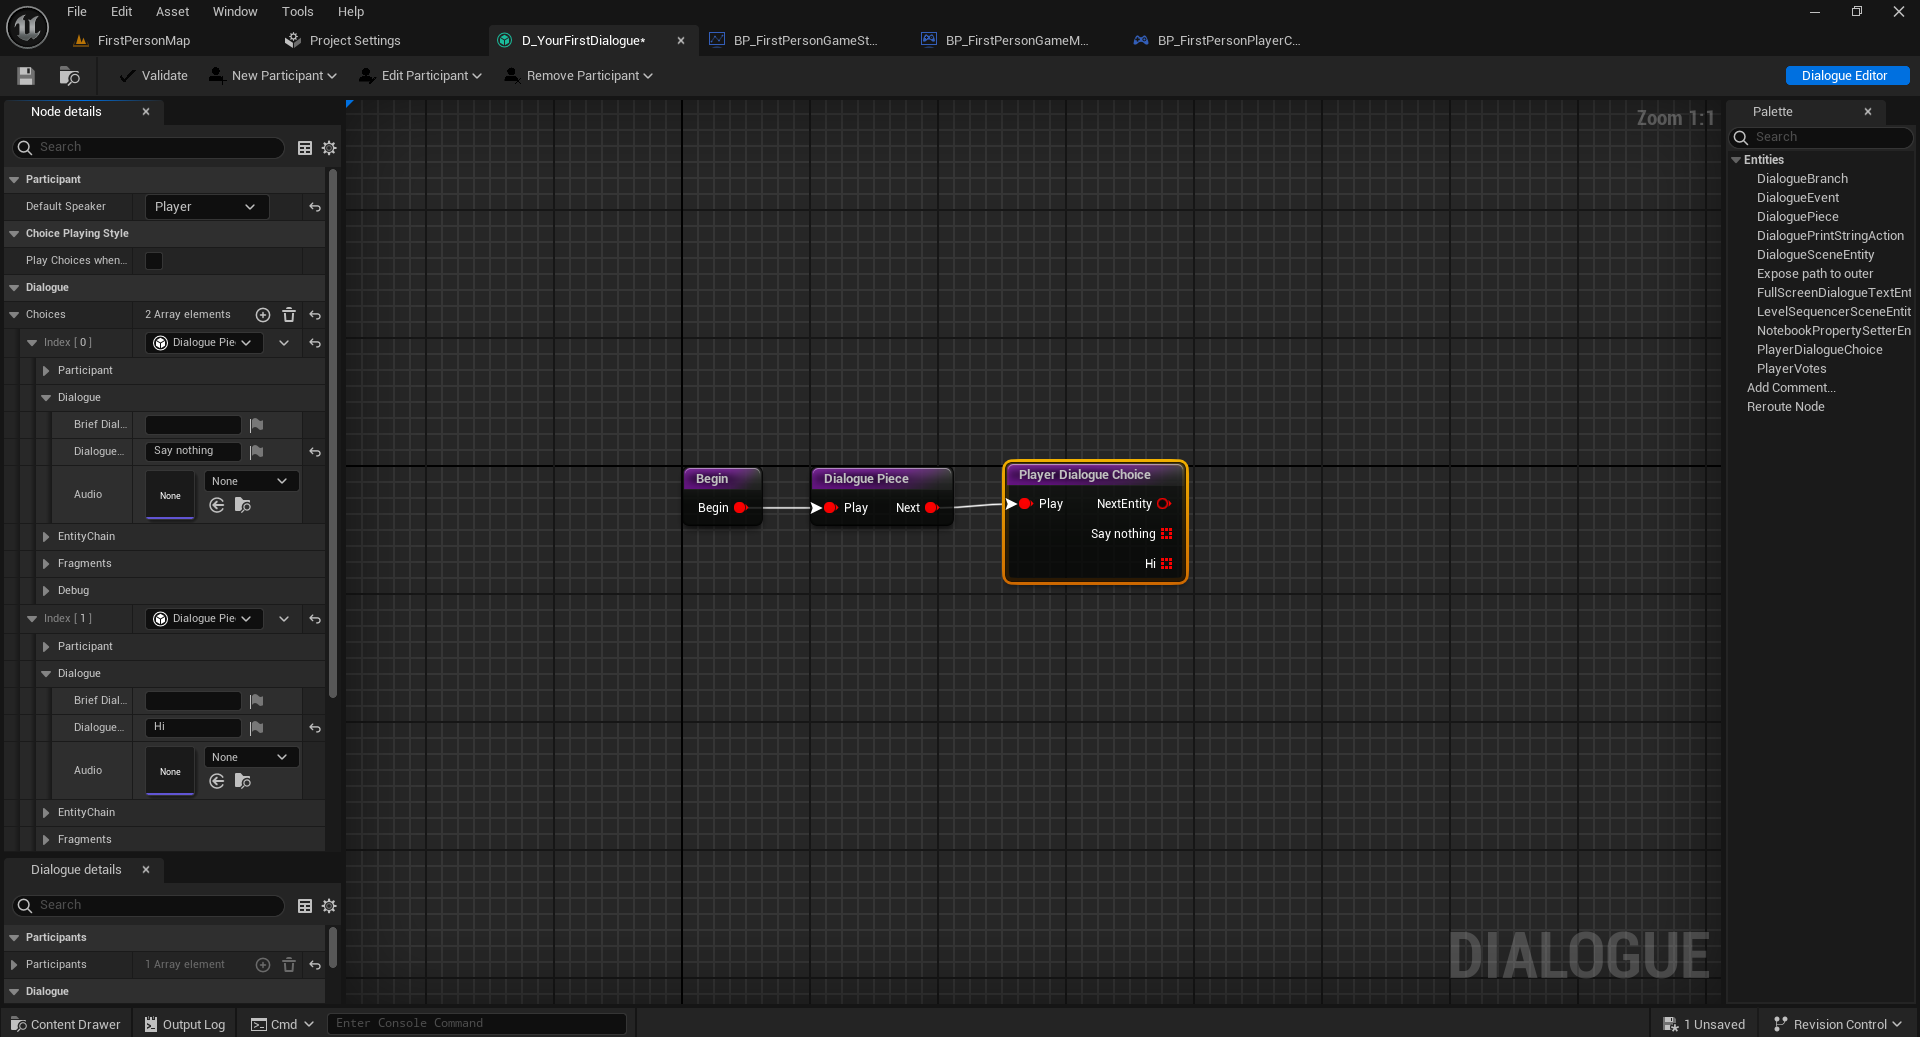 File Edit Asset Window Tools Help
FirstPersonMap Project Settings D_YourFirstDialogue* BP_FirstPersonGameSt... BP_FirstPersonGameM... BP_FirstPersonPlayerC...
Validate New Participant Edit Participant Remove Participant Dialogue Editor
Node details
Search
Participant
Default Speaker Player
Choice Playing Style
Play Choices when...
Dialogue
Choices 2 Array elements
Index [ 0 ] Dialogue Pie
Participant
Dialogue
Brief Dial...
Dialogue... Say nothing
Audio None None
EntityChain
Fragments
Debug
Index [ 1 ] Dialogue Pie
Participant
Dialogue
Brief Dial...
Dialogue... Hi
Audio None None
EntityChain
Fragments
Dialogue details
Search
Participants
Participants 1 Array element
Dialogue
Zoom 1:1
Begin
Begin
Dialogue Piece
Play Next
Player Dialogue Choice
Play NextEntity
Say nothing
Hi
DIALOGUE
Palette
Search
Entities
DialogueBranch
DialogueEvent
DialoguePiece
DialoguePrintStringAction
DialogueSceneEntity
Expose path to outer
FullScreenDialogueTextEnt
LevelSequencerSceneEntit
NotebookPropertySetterEn
PlayerDialogueChoice
PlayerVotes
Add Comment...
Reroute Node
Content Drawer Output Log Cmd Enter Console Command 1 Unsaved Revision Control